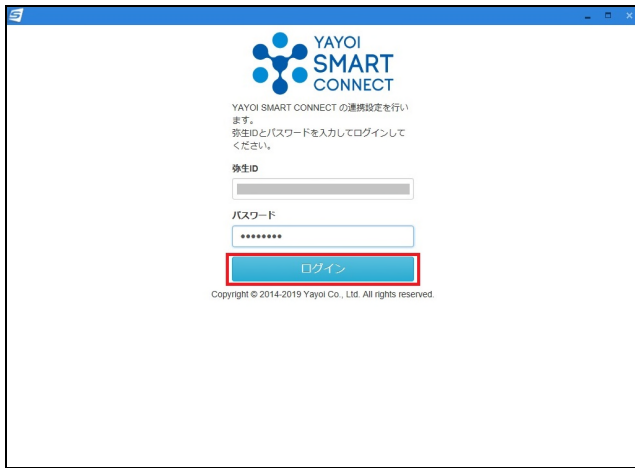 YAYOI
SMART
CONNECT
YAYOI SMART CONNECT の連携設定を行い
ます。
弥生IDとパスワードを入力してログインして
ください。
弥生ID
パスワード
ログイン
Copyright © 2014-2019 Yayoi Co., Ltd. All rights reserved.